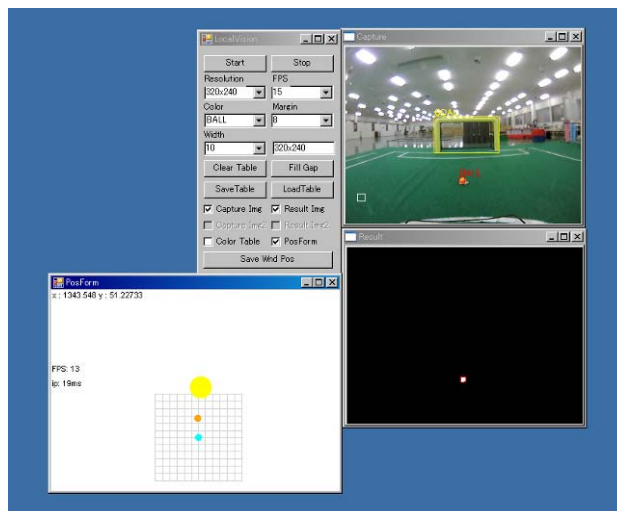 LocalVision
Start Stop
Resolution FPS
320x240 15
Color Margin
BALL 8
Width
10 320x240
Clear Table Fill Gap
SaveTable LoadTable
Capture Img Result Img
Capture Img2 Result Img2
Color Table PosForm
Save Wnd Pos
Capture
Result
PosForm
x : 1343.548 y : 51.22733
FPS: 13
ip: 19ms